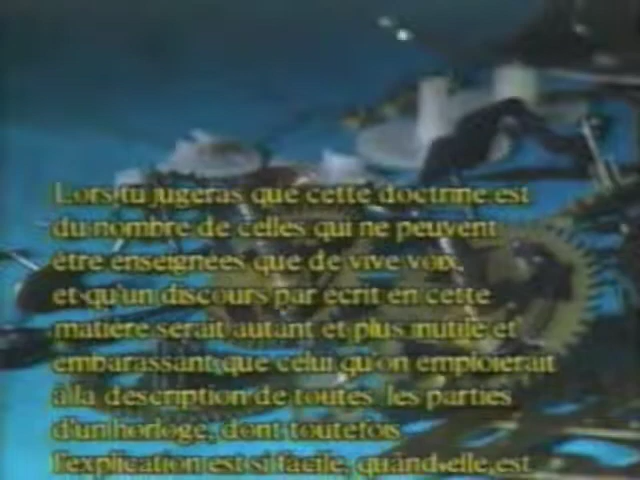 Lors tu jugeras que cette doctrine est
du nombre de celles qui ne peuvent
être enseignées que de vive voix,
et qu'un discours par écrit en cette
matière serait autant et plus inutile et
embarassant que celui qu'on emploierait
à la description de toutes les parties
d'un horloge, dont toutefois
l'explication est si facile, quand elle est